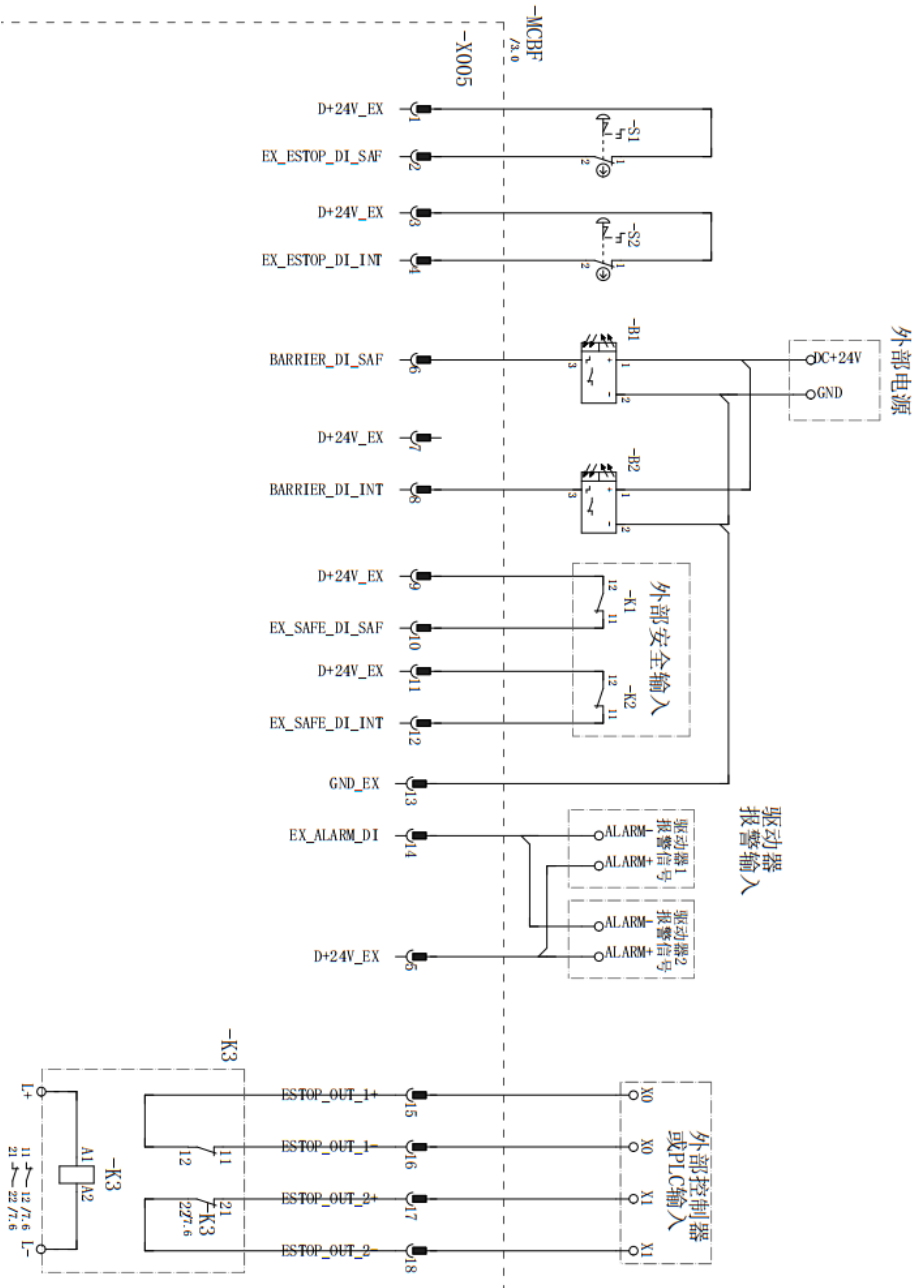 -MCBF
/3.0
-X005
D+24V_EX
1
EX_ESTOP_DI_SAF
2
-S1
1
2
D+24V_EX
3
EX_ESTOP_DI_INT
4
-S2
1
2
外部电源
DC+24V
GND
BARRIER_DI_SAF
6
-B1
+
-
1
2
3
D+24V_EX
7
BARRIER_DI_INT
8
-B2
+
-
1
2
3
D+24V_EX
9
EX_SAFE_DI_SAF
10
D+24V_EX
11
EX_SAFE_DI_INT
12
外部安全输入
12
-K1
11
12
-K2
11
GND_EX
13
EX_ALARM_DI
14
D+24V_EX
5
驱动器
报警输入
驱动器1
报警信号
ALARM-
ALARM+
驱动器2
报警信号
ALARM-
ALARM+
-K3
ESTOP_OUT_1+
15
ESTOP_OUT_1-
16
ESTOP_OUT_2+
17
ESTOP_OUT_2-
18
外部控制器
或PLC输入
X0
X0
X1
X1
11
12
21
22
-K3
/7.6
L+
A1
-K3
A2
L-
11
12 /7.6
21
22 /7.6